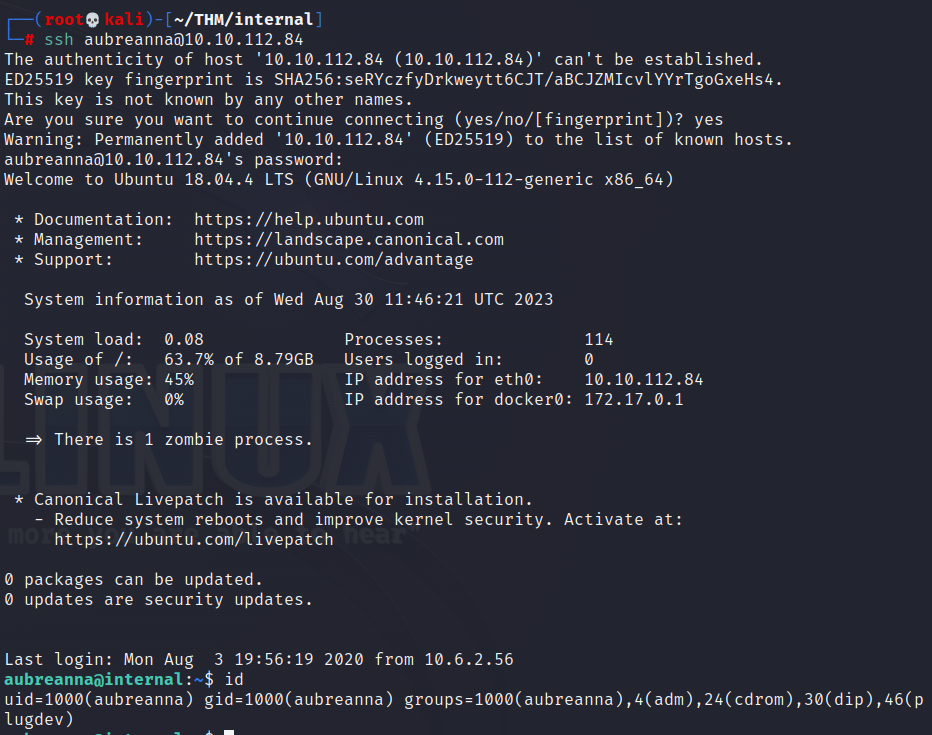 ┌──(root💀kali)-[~/THM/internal]
└─# ssh aubreanna@10.10.112.84
The authenticity of host '10.10.112.84 (10.10.112.84)' can't be established.
ED25519 key fingerprint is SHA256:seRYczfyDrkweytt6CJT/aBCJZMIcvlYYrTgoGxeHs4.
This key is not known by any other names.
Are you sure you want to continue connecting (yes/no/[fingerprint])? yes
Warning: Permanently added '10.10.112.84' (ED25519) to the list of known hosts.
aubreanna@10.10.112.84's password:
Welcome to Ubuntu 18.04.4 LTS (GNU/Linux 4.15.0-112-generic x86_64)

 * Documentation:  https://help.ubuntu.com
 * Management:     https://landscape.canonical.com
 * Support:        https://ubuntu.com/advantage

  System information as of Wed Aug 30 11:46:21 UTC 2023

  System load:  0.08              Processes:              114
  Usage of /:   63.7% of 8.79GB   Users logged in:        0
  Memory usage: 45%               IP address for eth0:    10.10.112.84
  Swap usage:   0%                IP address for docker0: 172.17.0.1

  => There is 1 zombie process.

 * Canonical Livepatch is available for installation.
   - Reduce system reboots and improve kernel security. Activate at:
     https://ubuntu.com/livepatch

0 packages can be updated.
0 updates are security updates.

Last login: Mon Aug  3 19:56:19 2020 from 10.6.2.56
aubreanna@internal:~$ id
uid=1000(aubreanna) gid=1000(aubreanna) groups=1000(aubreanna),4(adm),24(cdrom),30(dip),46(p
lugdev)